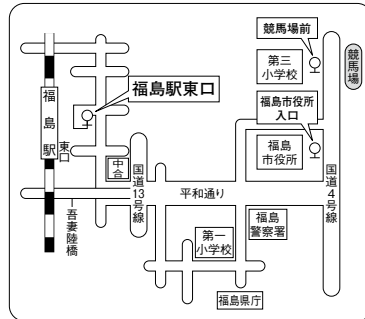 競馬場前
第三
小学校
競馬場
福島駅東口
福島市役所
入口
福島駅
東口
福島
市役所
中合
国道13号線
平和通り
国道4号線
吾妻陸橋
福島
警察署
第一
小学校
福島県庁